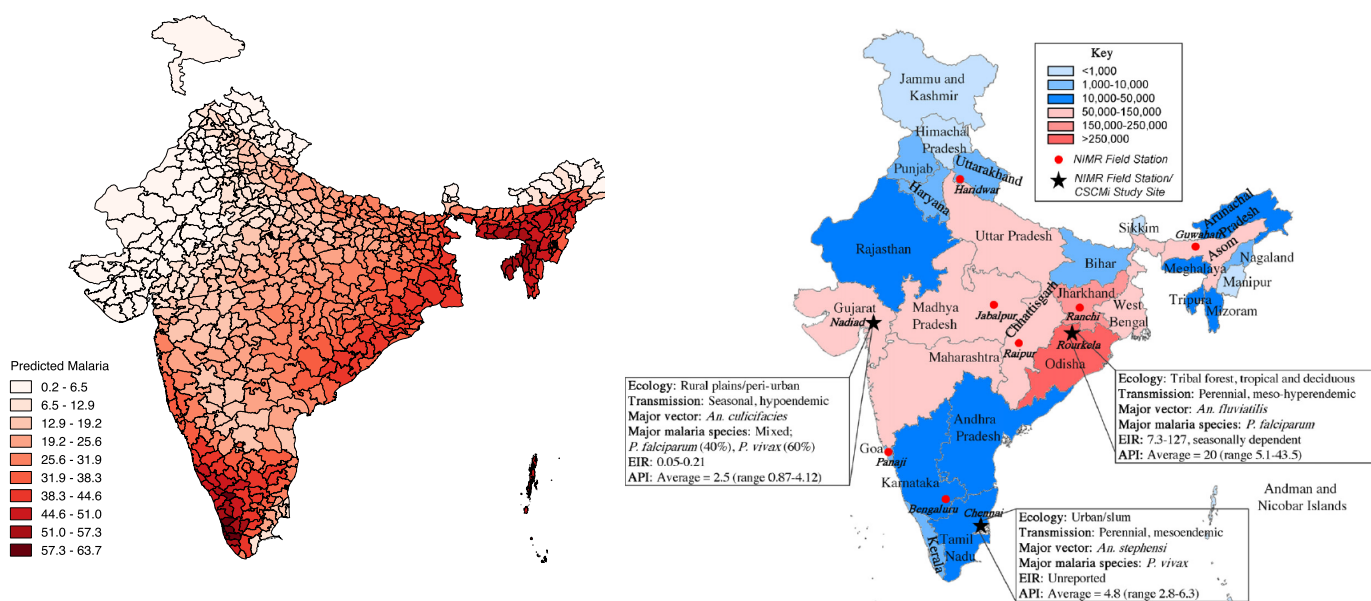 Predicted Malaria
0.2 - 6.5
6.5 - 12.9
12.9 - 19.2
19.2 - 25.6
25.6 - 31.9
31.9 - 38.3
38.3 - 44.6
44.6 - 51.0
51.0 - 57.3
57.3 - 63.7
Key
<1,000
1,000-10,000
10,000-50,000
50,000-150,000
150,000-250,000
>250,000
NIMR Field Station
NIMR Field Station/
CSCMi Study Site
Jammu and
Kashmir
Himachal
Pradesh
Punjab
Uttarakhand
Haryana
Haridwar
Rajasthan
Uttar Pradesh
Sikkim
Arunachal
Pradesh
Guwahati
Asom
Nagaland
Bihar
Meghalaya
Manipur
Tripura
Mizoram
Gujarat
Nadiad
Madhya
Pradesh
Jabalpur
Chhattisgarh
Jharkhand
Ranchi
West
Bengal
Rourkela
Raipur
Odisha
Maharashtra
Ecology: Rural plains/peri-urban
Transmission: Seasonal, hypoendemic
Major vector: An. culicifacies
Major malaria species: Mixed;
P. falciparum (40%), P. vivax (60%)
EIR: 0.05-0.21
API: Average = 2.5 (range 0.87-4.12)
Ecology: Tribal forest, tropical and deciduous
Transmission: Perennial, meso-hyperendemic
Major vector: An. fluviatilis
Major malaria species: P. falciparum
EIR: 7.3-127, seasonally dependent
API: Average = 20 (range 5.1-43.5)
Andhra
Pradesh
Goa
Panaji
Karnataka
Bengaluru
Chennai
Tamil
Nadu
Kerala
Andman and
Nicobar Islands
Ecology: Urban/slum
Transmission: Perennial, mesoendemic
Major vector: An. stephensi
Major malaria species: P. vivax
EIR: Unreported
API: Average = 4.8 (range 2.8-6.3)